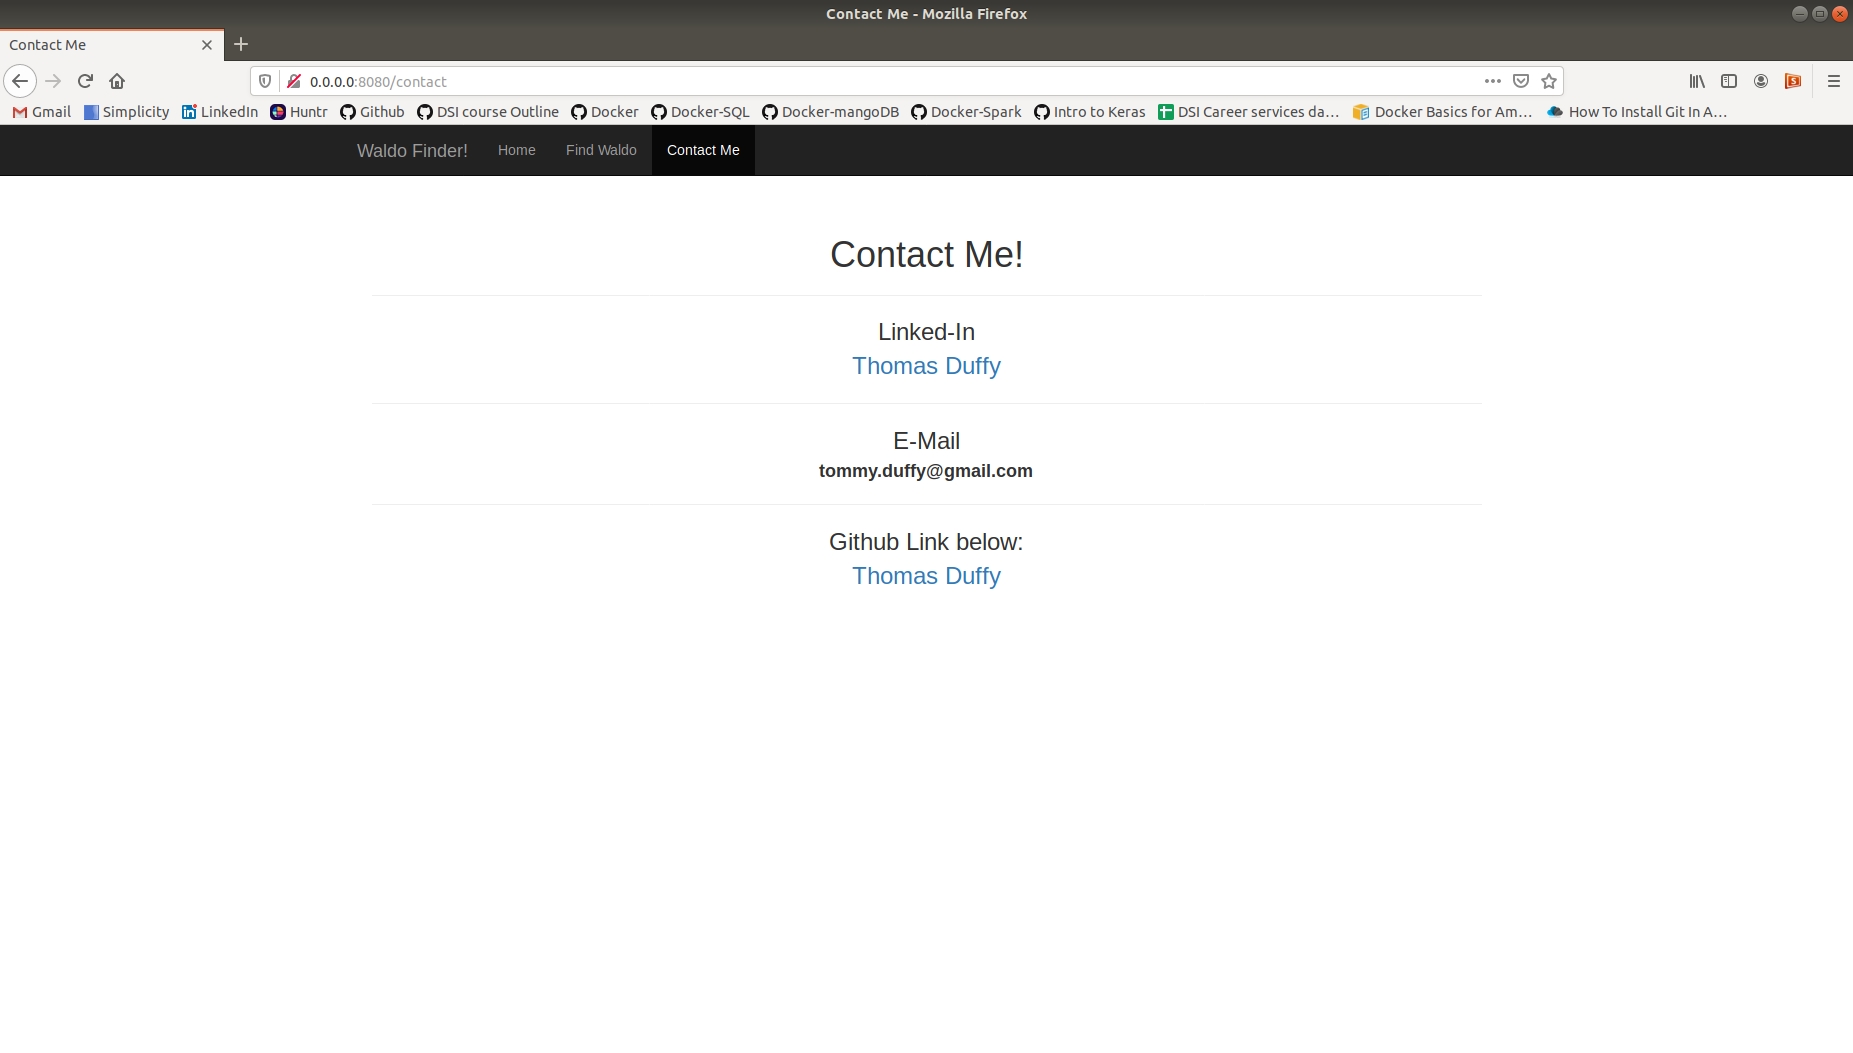 Contact Me - Mozilla Firefox
Contact Me
0.0.0.0:8080/contact
Gmail Simplicity LinkedIn Huntr Github DSI course Outline Docker Docker-SQL Docker-mangoDB Docker-Spark Intro to Keras DSI Career services da... Docker Basics for Am... How To Install Git In A...
Waldo Finder! Home Find Waldo Contact Me
Contact Me!
Linked-In
Thomas Duffy
E-Mail
tommy.duffy@gmail.com
Github Link below:
Thomas Duffy